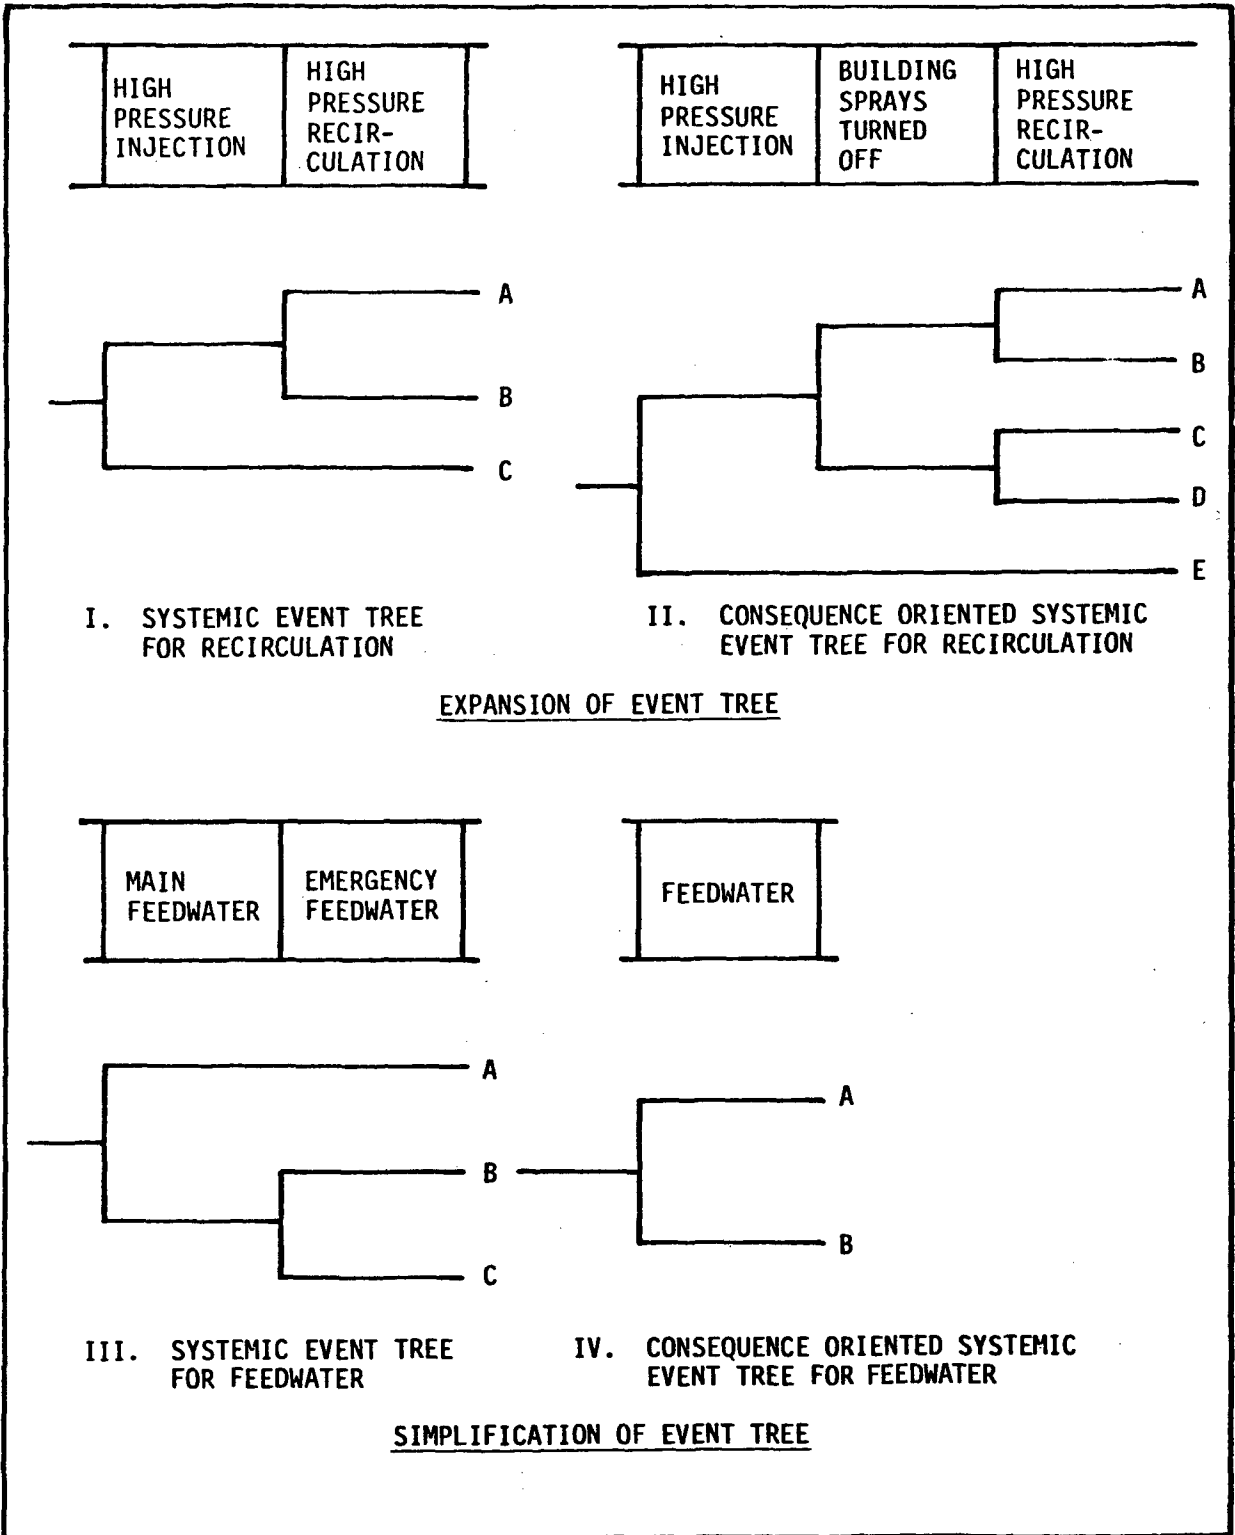 HIGH
PRESSURE
INJECTION
HIGH
PRESSURE
RECIR-
CULATION
HIGH
PRESSURE
INJECTION
BUILDING
SPRAYS
TURNED
OFF
HIGH
PRESSURE
RECIR-
CULATION
A
B
C
A
B
C
D
E
I. SYSTEMIC EVENT TREE
FOR RECIRCULATION
II. CONSEQUENCE ORIENTED SYSTEMIC
EVENT TREE FOR RECIRCULATION
EXPANSION OF EVENT TREE
MAIN
FEEDWATER
EMERGENCY
FEEDWATER
FEEDWATER
A
B
C
A
B
III. SYSTEMIC EVENT TREE
FOR FEEDWATER
IV. CONSEQUENCE ORIENTED SYSTEMIC
EVENT TREE FOR FEEDWATER
SIMPLIFICATION OF EVENT TREE